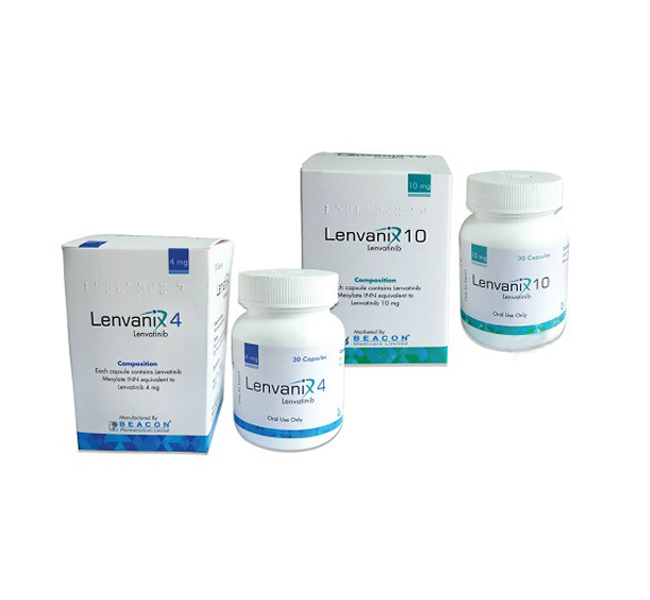 4 mg
Lenvanix 4
Lenvatinib
Composition
Each capsule contains Lenvatinib
Mesylate INN equivalent to
Lenvatinib 4 mg
Manufactured By
BEACON
Pharmaceuticals Limited
4 mg
30 Capsules
Lenvanix 4
Lenvatinib
Oral Use Only
10 mg
Lenvanix 10
Lenvatinib
Composition
Each capsule contains Lenvatinib
Mesylate INN equivalent to
Lenvatinib 10 mg
Marketed By
BEACON
Medicare Limited
10 mg
30 Capsules
Lenvanix 10
Lenvatinib
Oral Use Only